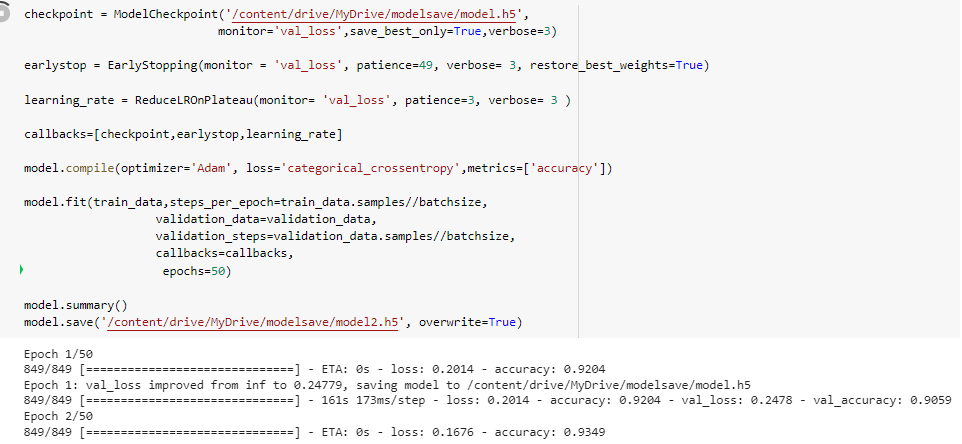 checkpoint = ModelCheckpoint('/content/drive/MyDrive/modelsave/model.h5',
monitor='val_loss',save_best_only=True,verbose=3)
earlystop = EarlyStopping(monitor = 'val_loss', patience=49, verbose= 3, restore_best_weights=True)
learning_rate = ReduceLROnPlateau(monitor= 'val_loss', patience=3, verbose= 3 )
callbacks=[checkpoint,earlystop,learning_rate]
model.compile(optimizer='Adam', loss='categorical_crossentropy',metrics=['accuracy'])
model.fit(train_data,steps_per_epoch=train_data.samples//batchsize,
validation_data=validation_data,
validation_steps=validation_data.samples//batchsize,
callbacks=callbacks,
epochs=50)
model.summary()
model.save('/content/drive/MyDrive/modelsave/model2.h5', overwrite=True)
Epoch 1/50
849/849 [==============================] - ETA: 0s - loss: 0.2014 - accuracy: 0.9204
Epoch 1: val_loss improved from inf to 0.24779, saving model to /content/drive/MyDrive/modelsave/model.h5
849/849 [==============================] - 161s 173ms/step - loss: 0.2014 - accuracy: 0.9204 - val_loss: 0.2478 - val_accuracy: 0.9059
Epoch 2/50
849/849 [==============================] - ETA: 0s - loss: 0.1676 - accuracy: 0.9349